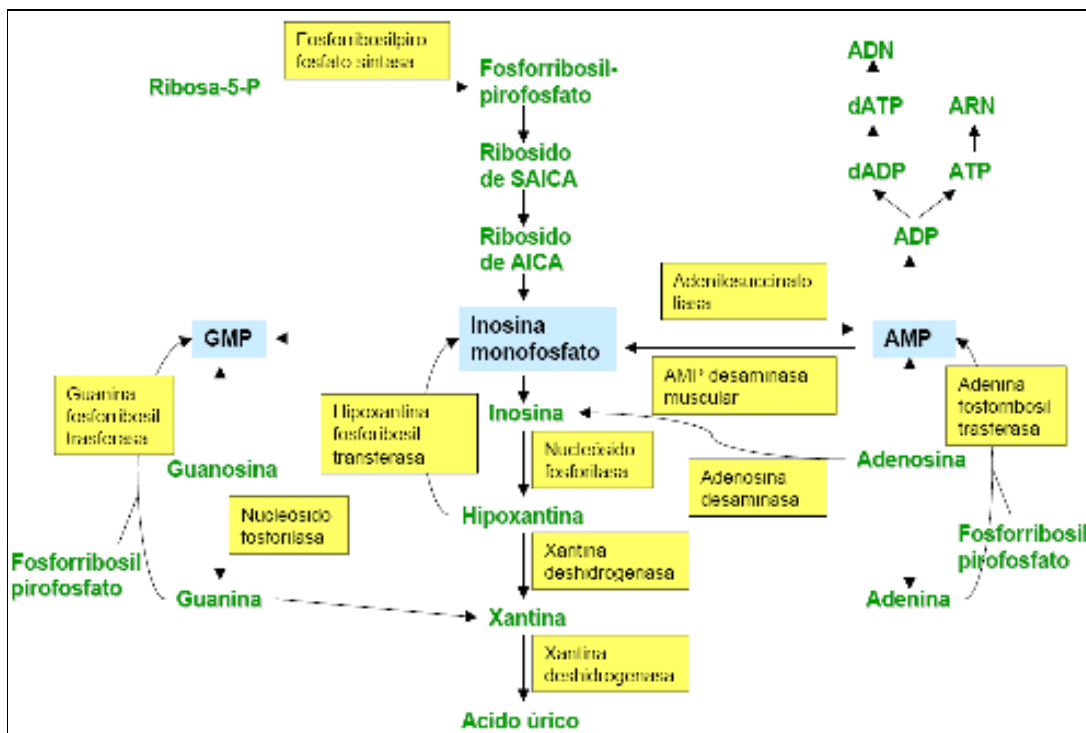 Fosforribosilpiro
fosfato sintasa
Ribosa-5-P
Fosforribosil-
pirofosfato
ADN
dATP
ARN
Ribosido
de SAICA
dADP
ATP
Ribosido
de AICA
ADP
Adenilosuccinato
liasa
GMP
Inosina
monofosfato
AMP
Guanina
fosforribosil
trasferasa
Hipoxantina
fosforibosil
transferasa
AMP desaminasa
muscular
Adenina
fosforribosil
trasferasa
Inosina
Guanosina
Nucleósido
fosforilasa
Adenosina
desaminasa
Adenosina
Nucleósido
fosforilasa
Hipoxantina
Fosforribosil
pirofosfato
Xantina
deshidrogenasa
Fosforribosil
pirofosfato
Guanina
Xantina
Adenina
Xantina
deshidrogenasa
Acido úrico